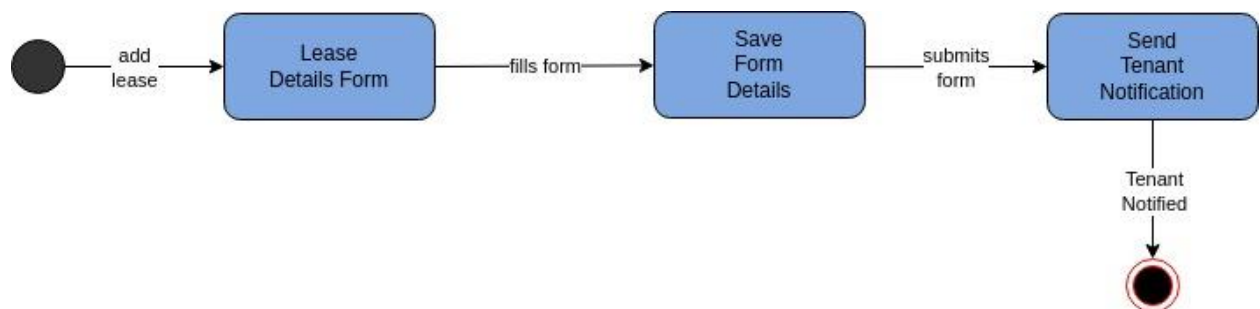 add
lease
Lease
Details Form
fills form
Save
Form
Details
submits
form
Send
Tenant
Notification
Tenant
Notified